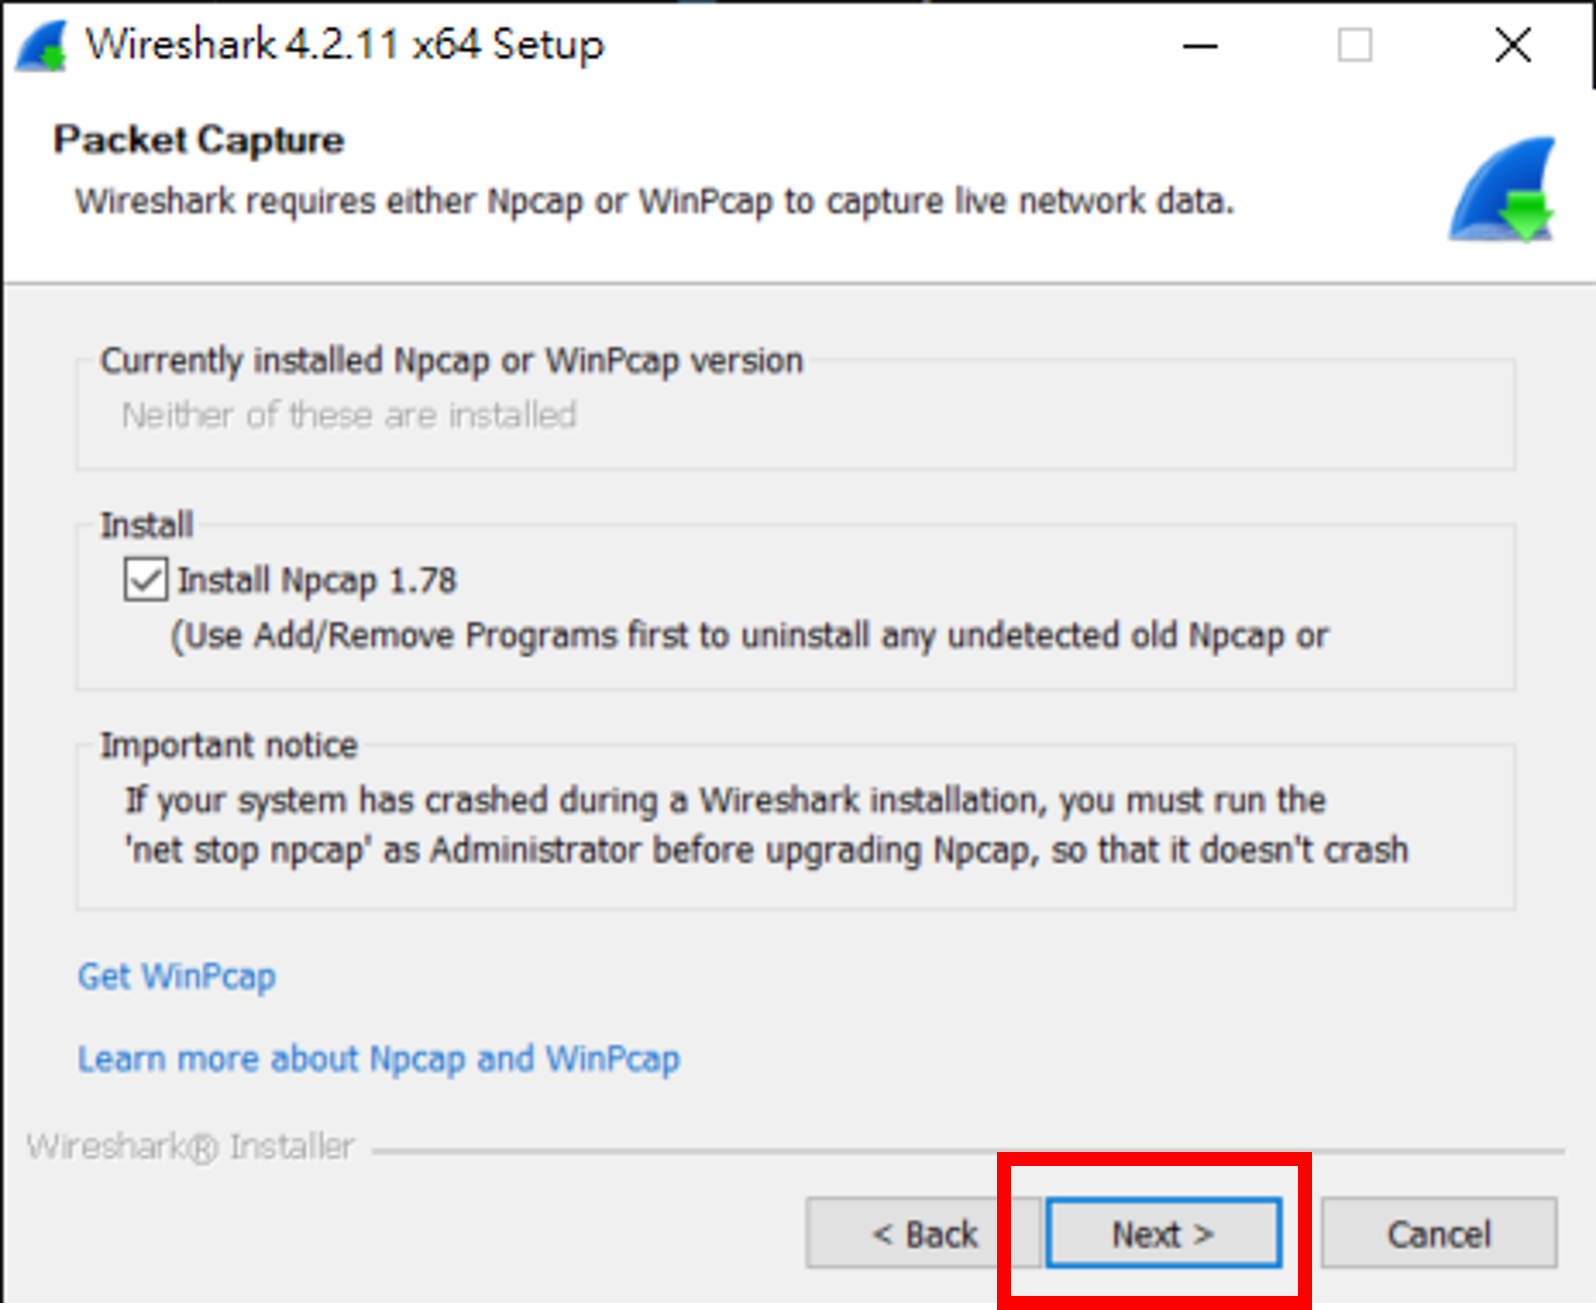 Wireshark 4.2.11 x64 Setup
Packet Capture
Wireshark requires either Npcap or WinPcap to capture live network data.
Currently installed Npcap or WinPcap version
Neither of these are installed
Install
Install Npcap 1.78
(Use Add/Remove Programs first to uninstall any undetected old Npcap or
Important notice
If your system has crashed during a Wireshark installation, you must run the
'net stop npcap' as Administrator before upgrading Npcap, so that it doesn't crash
Get WinPcap
Learn more about Npcap and WinPcap
Wireshark® Installer
< Back Next > Cancel